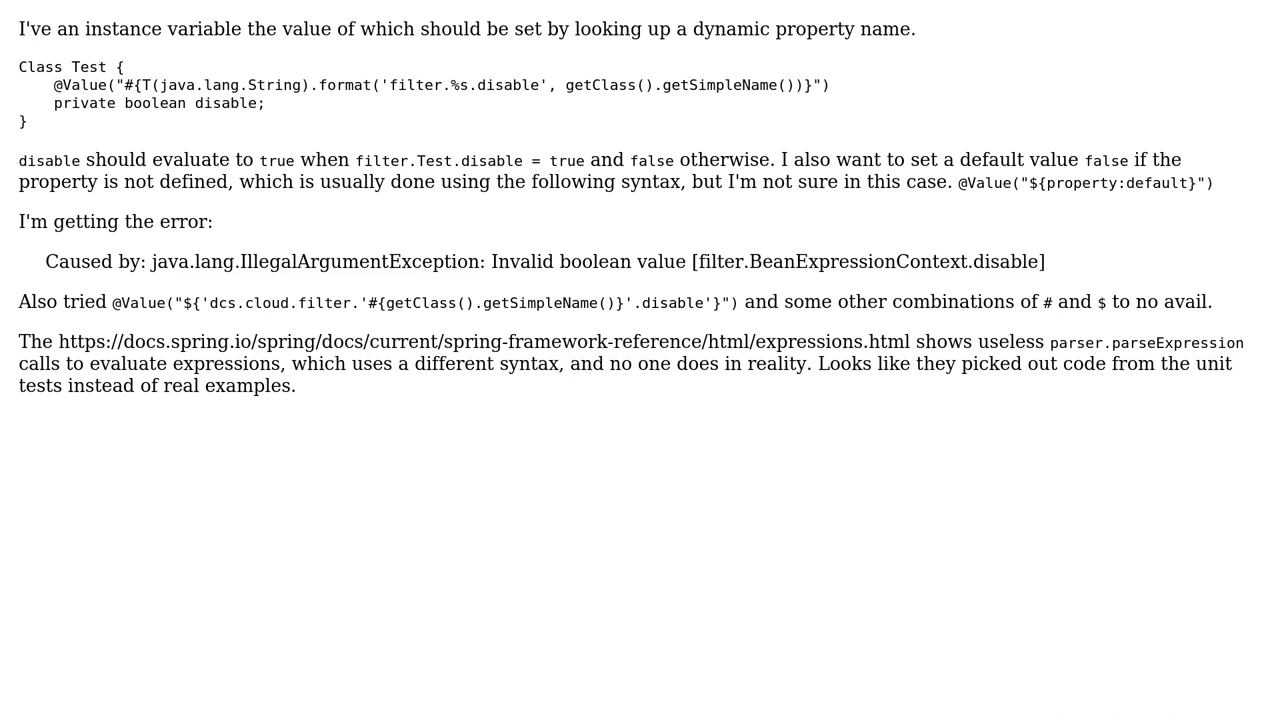 I've an instance variable the value of which should be set by looking up a dynamic property name.
Class Test {
    @Value("#{T(java.lang.String).format('filter.%s.disable', getClass().getSimpleName())}")
    private boolean disable;
}
disable should evaluate to true when filter.Test.disable = true and false otherwise. I also want to set a default value false if the
property is not defined, which is usually done using the following syntax, but I'm not sure in this case. @Value("${property:default}")
I'm getting the error:
Caused by: java.lang.IllegalArgumentException: Invalid boolean value [filter.BeanExpressionContext.disable]
Also tried @Value("${'dcs.cloud.filter.'#{getClass().getSimpleName()}'.disable'}") and some other combinations of # and $ to no avail.
The https://docs.spring.io/spring/docs/current/spring-framework-reference/html/expressions.html shows useless parser.parseExpression
calls to evaluate expressions, which uses a different syntax, and no one does in reality. Looks like they picked out code from the unit
tests instead of real examples.